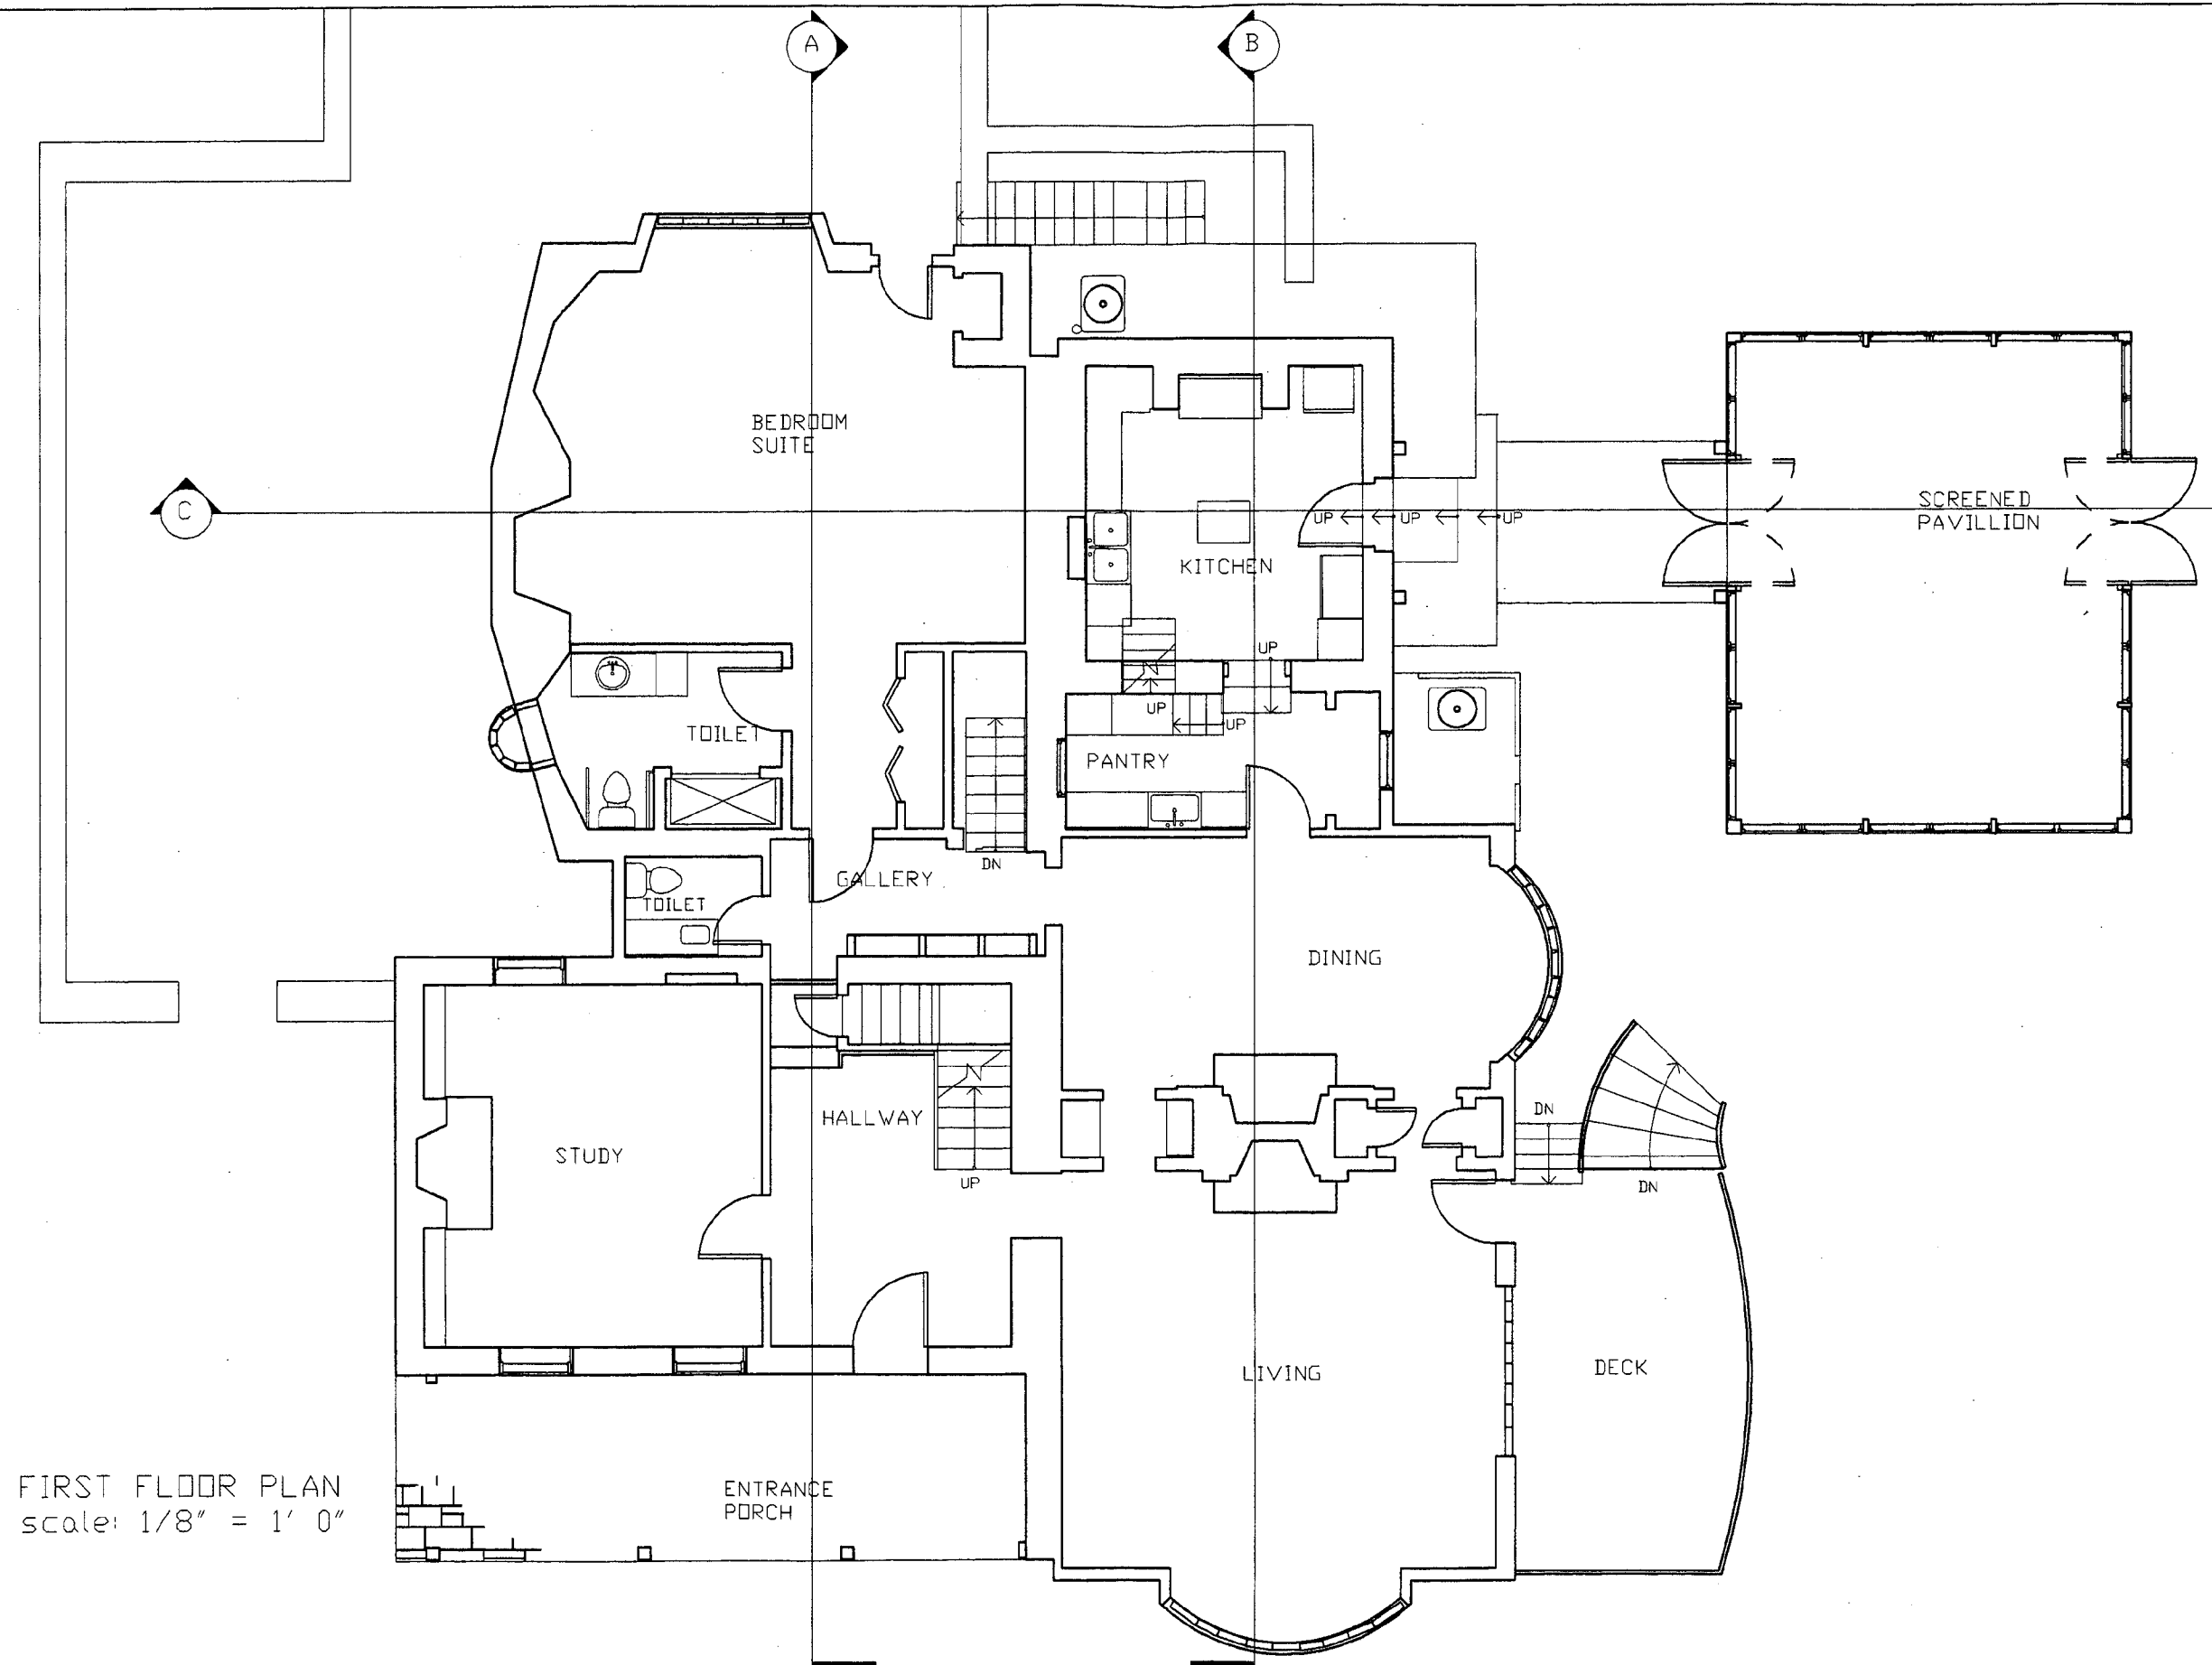 A
B
BEDROOM
SUITE
C
SCREENED
PAVILLION
UP
UP
UP
KITCHEN
UP
UP
UP
TOILET
PANTRY
DN
GALLERY
TOILET
DINING
HALLWAY
DN
STUDY
UP
DN
LIVING
DECK
ENTRANCE
PORCH
FIRST FLOOR PLAN
scale: 1/8" = 1' 0"